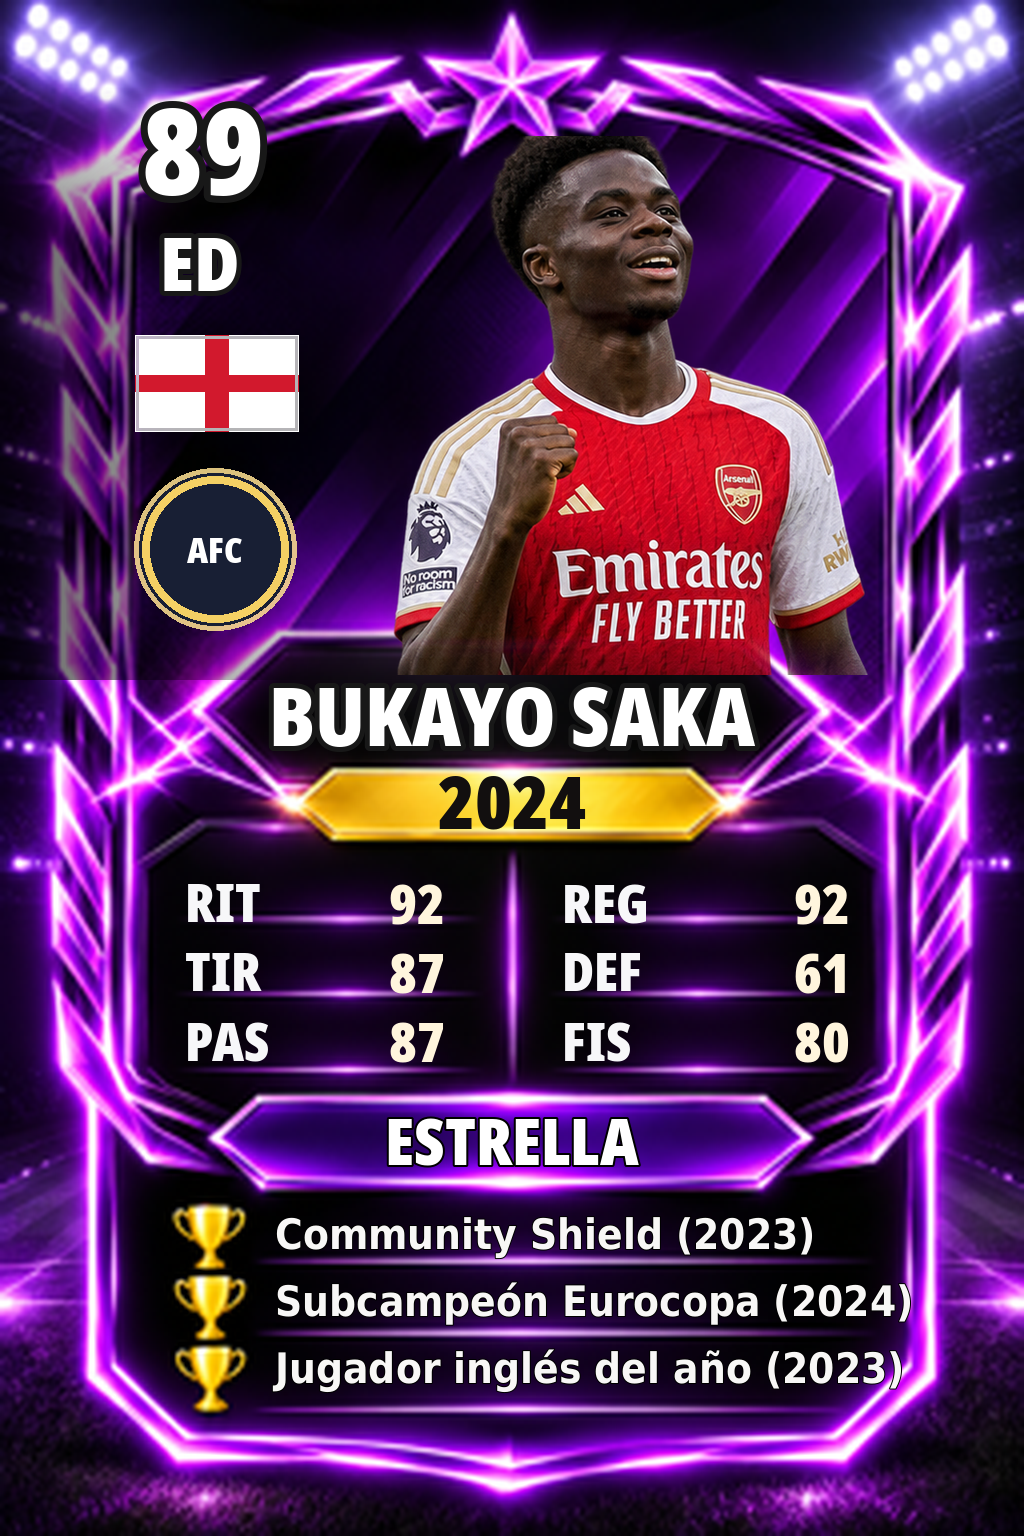 89
ED
AFC
Arsenal
No room
for racism
Emirates
FLY BETTER
BUKAYO SAKA
2024
RIT 92 REG 92
TIR 87 DEF 61
PAS 87 FIS 80
ESTRELLA
Community Shield (2023)
Subcampeón Eurocopa (2024)
Jugador inglés del año (2023)